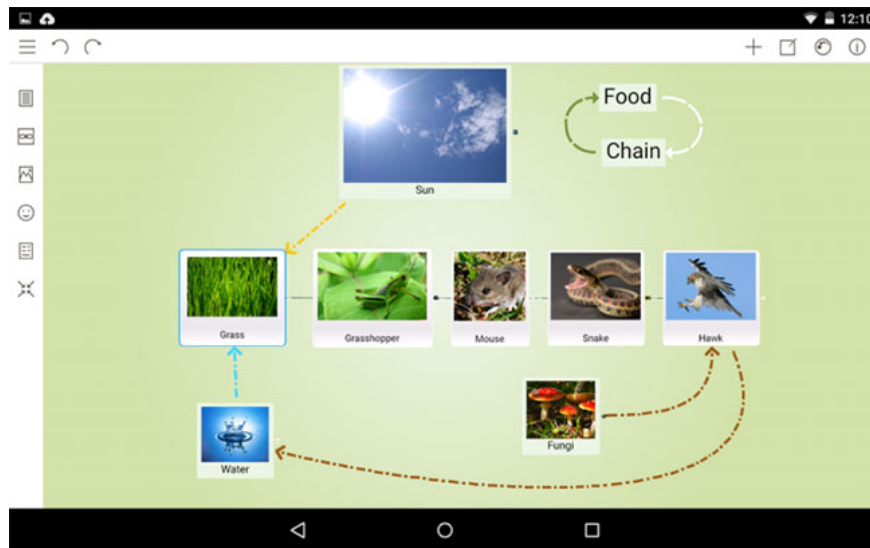 12:10
Food
Chain
Sun
Grass
Grasshopper
Mouse
Snake
Hawk
Water
Fungi